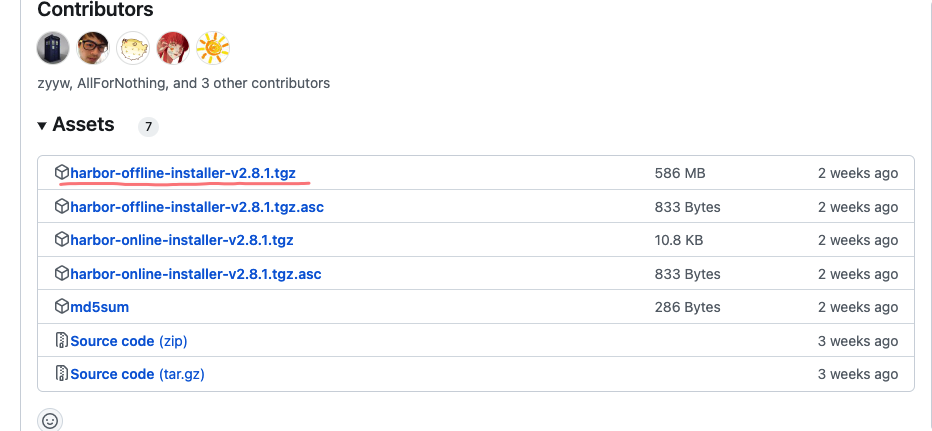 Contributors
zyyw, AllForNothing, and 3 other contributors
Assets 7
harbor-offline-installer-v2.8.1.tgz 586 MB 2 weeks ago
harbor-offline-installer-v2.8.1.tgz.asc 833 Bytes 2 weeks ago
harbor-online-installer-v2.8.1.tgz 10.8 KB 2 weeks ago
harbor-online-installer-v2.8.1.tgz.asc 833 Bytes 2 weeks ago
md5sum 286 Bytes 2 weeks ago
Source code (zip) 3 weeks ago
Source code (tar.gz) 3 weeks ago